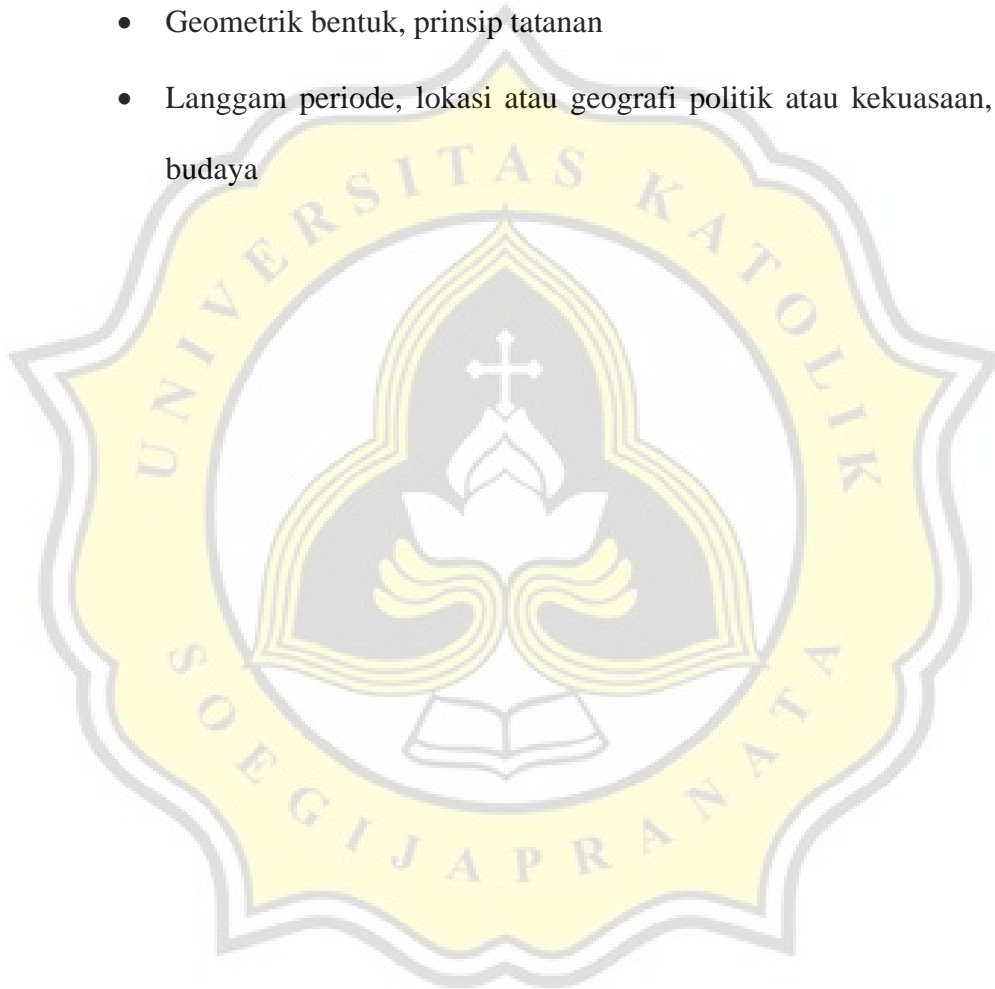 • Geometrik bentuk, prinsip tatanan
• Langgam periode, lokasi atau geografi politik atau kekuasaan,
budaya
UNIVERSITAS KATOLIK
SOEGIJAPRANATA